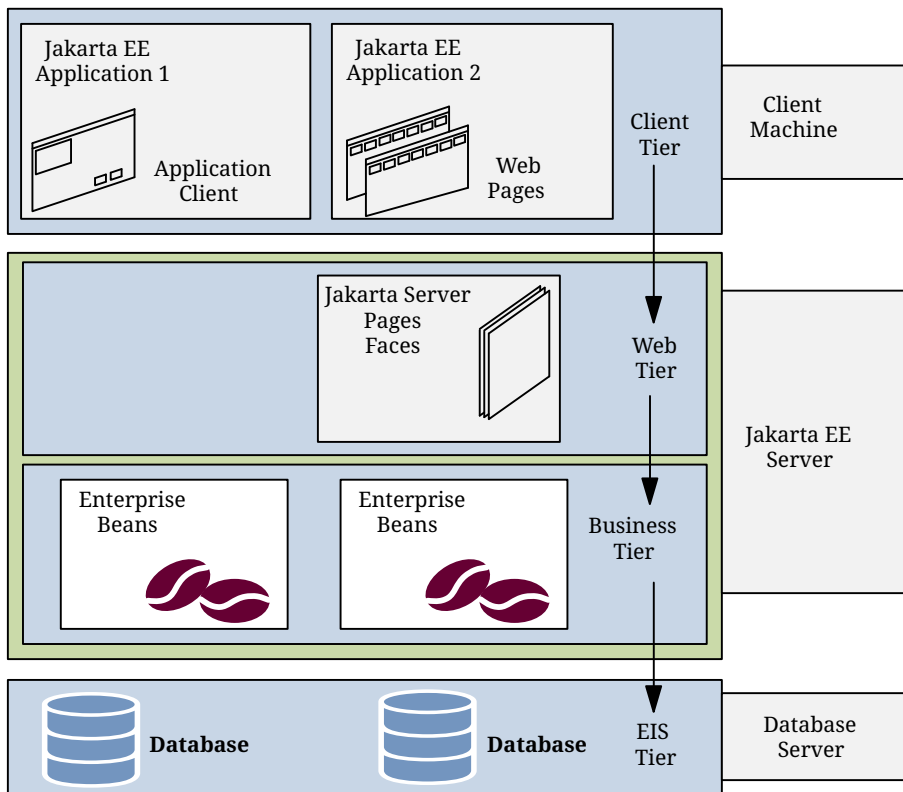 Jakarta EE
Application 1
Application
Client
Jakarta EE
Application 2
Web
Pages
Client
Tier
Client
Machine
Jakarta Server
Pages
Faces
Web
Tier
Jakarta EE
Server
Enterprise
Beans
Enterprise
Beans
Business
Tier
Database
Database
EIS
Tier
Database
Server